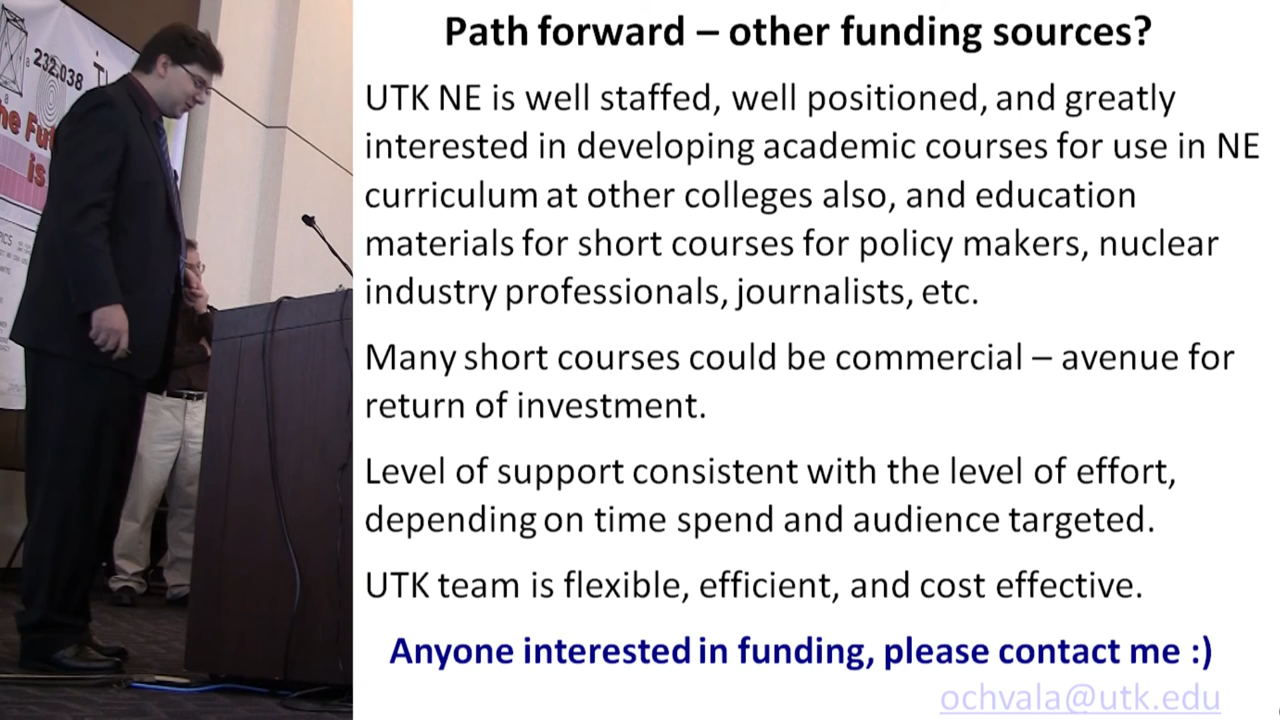 232.038
is
Path forward – other funding sources?
UTK NE is well staffed, well positioned, and greatly
interested in developing academic courses for use in NE
curriculum at other colleges also, and education
materials for short courses for policy makers, nuclear
industry professionals, journalists, etc.
Many short courses could be commercial – avenue for
return of investment.
Level of support consistent with the level of effort,
depending on time spend and audience targeted.
UTK team is flexible, efficient, and cost effective.
Anyone interested in funding, please contact me :)
ochvala@utk.edu